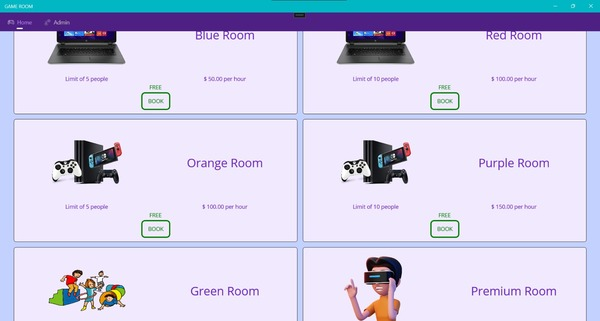 GAME ROOM
Home Admin
Blue Room
Limit of 5 people $ 50.00 per hour
FREE
BOOK
Red Room
Limit of 10 people $ 100.00 per hour
FREE
BOOK
Orange Room
Limit of 5 people $ 100.00 per hour
FREE
BOOK
Purple Room
Limit of 10 people $ 150.00 per hour
FREE
BOOK
Green Room
Premium Room